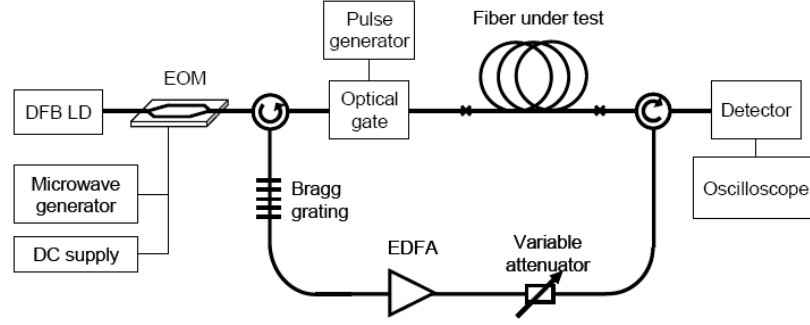 Pulse
generator
Fiber under test
EOM
DFB LD
Optical
gate
Detector
Microwave
generator
Bragg
grating
Oscilloscope
DC supply
EDFA
Variable
attenuator